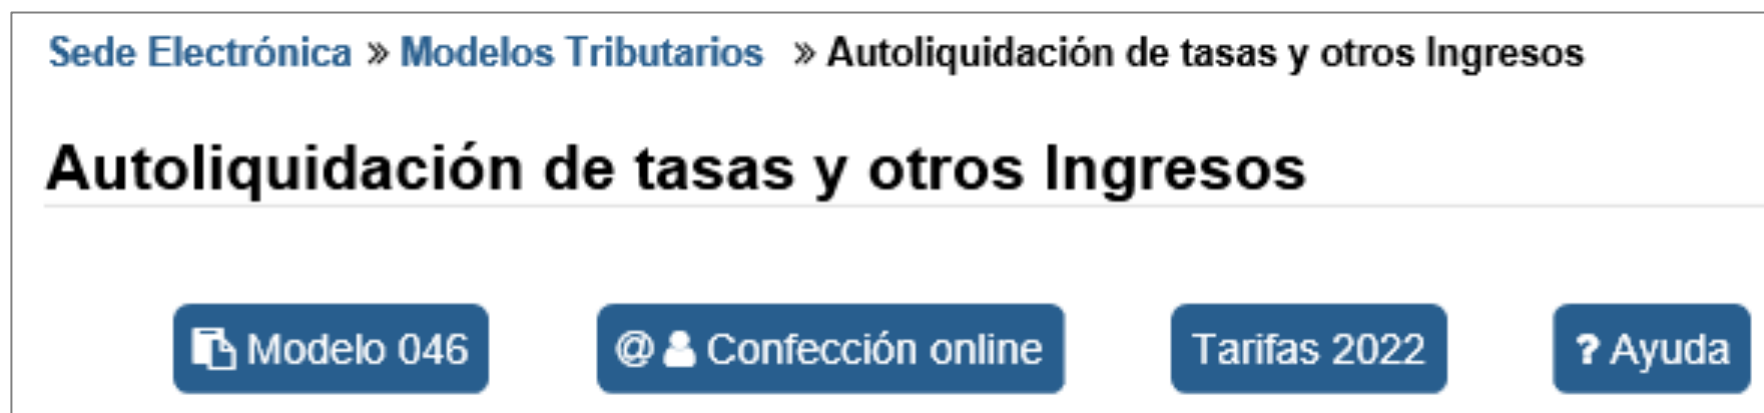 Sede Electrónica » Modelos Tributarios » Autoliquidación de tasas y otros Ingresos
Autoliquidación de tasas y otros Ingresos
Modelo 046 @ Confección online Tarifas 2022 ? Ayuda